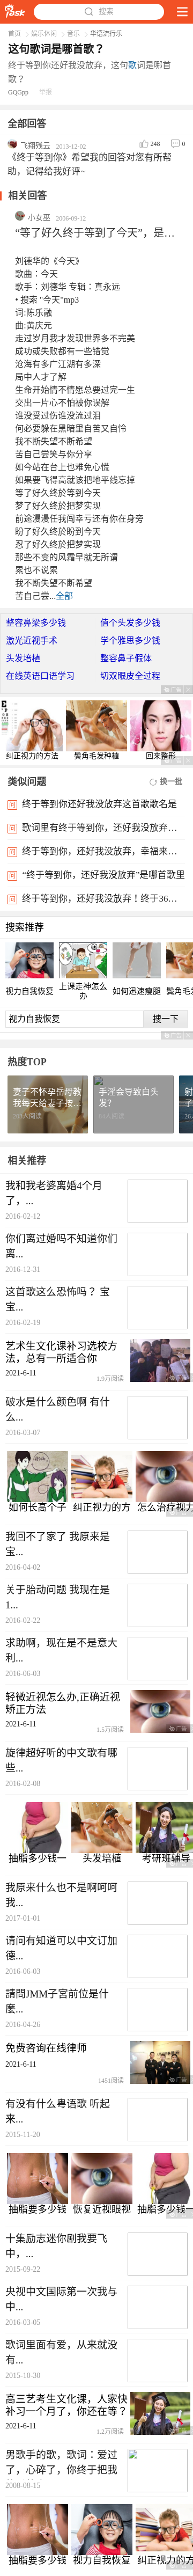 Task
搜索
首页 > 娱乐休闲 > 音乐 > 华语流行乐
这句歌词是哪首歌？
终于等到你还好我没放弃，这句歌词是哪首歌？
GQGpp 举报
全部回答
飞翔残云 2013-12-02 248 0
《终于等到你》希望我的回答对您有所帮助，记得给我好评~
相关回答
小女巫 2006-09-12
“等了好久终于等到了今天”，是…
刘德华的《今天》
歌曲：今天
歌手：刘德华 专辑：真永远
• 搜索 “今天”mp3
词:陈乐融
曲:黄庆元
走过岁月我才发现世界多不完美
成功或失败都有一些错觉
沧海有多广江湖有多深
局中人才了解
生命开始情不情愿总要过完一生
交出一片心不怕被你误解
谁没受过伤谁没流过泪
何必要躲在黑暗里自苦又自怜
我不断失望不断希望
苦自己尝笑与你分享
如今站在台上也难免心慌
如果要飞得高就该把地平线忘掉
等了好久终於等到今天
梦了好久终於把梦实现
前途漫漫任我闯幸亏还有你在身旁
盼了好久终於盼到今天
忍了好久终於把梦实现
那些不变的风霜早就无所谓
累也不说累
我不断失望不断希望
苦自己尝...全部
整容鼻梁多少钱 值个头发多少钱
激光近视手术 学个雅思多少钱
头发培植 整容鼻子假体
在线英语口语学习 切双眼皮全过程
纠正大小的方法 鬓角毛发种植 回来整形
类似问题 换一批
问 终于等到你还好我没放弃这首歌歌名是
问 歌词里有终于等到你，还好我没放弃…
问 终于等到你，还好我没放弃，幸福来…
问 “终于等到你，还好我没放弃”是哪首歌里
问 终于等到你，还好我没放弃！终于36…
搜索推荐
视力自我恢复 上课走神怎么办 如何迅速瘦腿 鬓角毛发
视力自我恢复 搜一下
热度TOP
妻子不怀孕岳母教我每天给妻子按…
手淫会导致白头发？
相关推荐
我和我老婆离婚4个月了，...
2016-02-12
你们离过婚吗不知道你们离...
2016-12-31
这首歌这么恐怖吗？ 宝宝...
2016-02-19
艺术生文化课补习选校方法，总有一所适合你
2021-6-11 1.9万阅读
破水是什么颜色啊 有什么...
2016-03-07
如何长高个子 纠正视力的方 怎么治疗视力
我回不了家了 我原来是宝...
2016-04-02
关于胎动问题 我现在是1...
2016-02-22
求助啊，现在是不是意大利...
2016-06-03
轻微近视怎么办,正确近视矫正方法
2021-6-11 1.5万阅读
旋律超好听的中文歌有哪些...
2016-02-08
抽脂多少钱一 头发培植 考研班辅导
我原来什么也不是啊呵呵我...
2017-01-01
请问有知道可以中文订加德...
2016-06-03
請問JMM子宮前位是什麼...
2016-04-26
免费咨询在线律师
2021-6-11 1451阅读
有没有什么粤语歌 听起来...
2015-11-20
抽脂要多少钱 恢复近视眼视 抽脂多少钱一
十集励志迷你剧我要飞中，...
2015-09-22
央视中文国际第一次我与中...
2016-03-05
歌词里面有爱，从来就没有...
2015-10-30
高三艺考生文化课，人家快补习一个月了，你还在等？
2021-6-11 1.2万阅读
男歌手的歌，歌词：爱过了，心碎了，你终于把我
2008-08-15
抽脂要多少钱 视力自我恢复 纠正视力的方